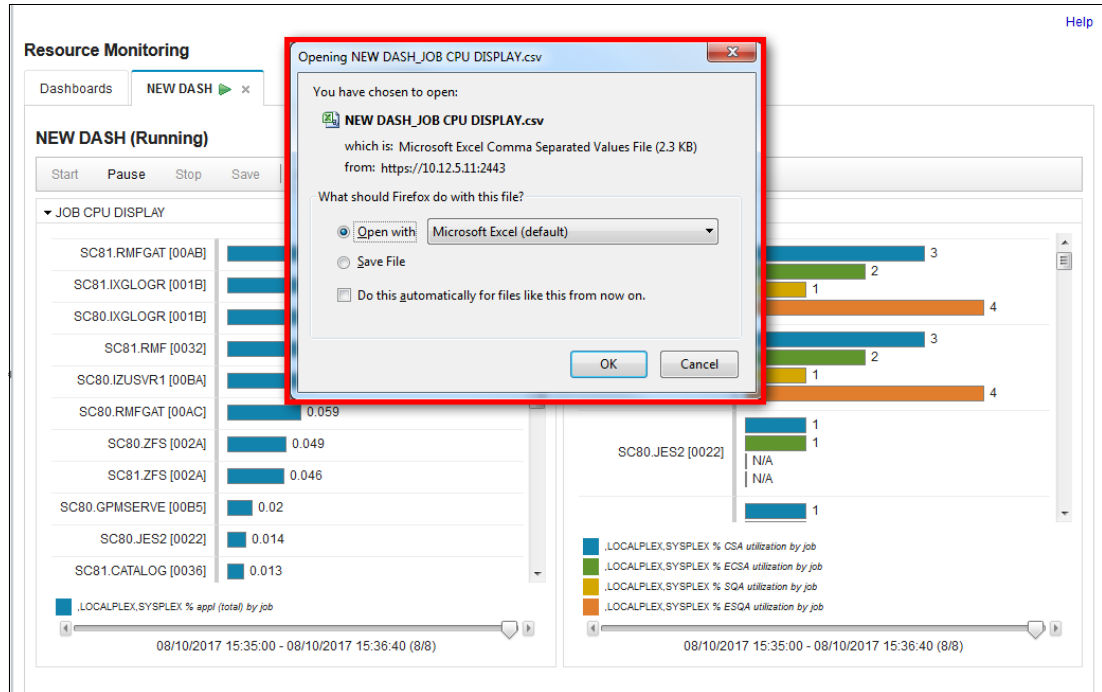 Help
Resource Monitoring
Dashboards NEW DASH ×
NEW DASH (Running)
Start Pause Stop Save
JOB CPU DISPLAY
SC81.RMFGAT [00AB]
SC81.IXGLOGR [001B]
SC80.IXGLOGR [001B]
SC81.RMF [0032]
SC80.IZUSVR1 [00BA]
SC80.RMFGAT [00AC] 0.059
SC80.ZFS [002A] 0.049
SC81.ZFS [002A] 0.046
SC80.GPMSERVE [00B5] 0.02
SC80.JES2 [0022] 0.014
SC81.CATALOG [0036] 0.013
,LOCALPLEX,SYSPLEX % appl (total) by job
08/10/2017 15:35:00 - 08/10/2017 15:36:40 (8/8)
Opening NEW DASH_JOB CPU DISPLAY.csv
You have chosen to open:
NEW DASH_JOB CPU DISPLAY.csv
which is: Microsoft Excel Comma Separated Values File (2.3 KB)
from: https://10.12.5.11:2443
What should Firefox do with this file?
Open with Microsoft Excel (default)
Save File
Do this automatically for files like this from now on.
OK Cancel
3
2
1
4
3
2
1
4
SC80.JES2 [0022]
1
1
N/A
N/A
1
,LOCALPLEX,SYSPLEX % CSA utilization by job
,LOCALPLEX,SYSPLEX % ECSA utilization by job
,LOCALPLEX,SYSPLEX % SQA utilization by job
,LOCALPLEX,SYSPLEX % ESQA utilization by job
08/10/2017 15:35:00 - 08/10/2017 15:36:40 (8/8)